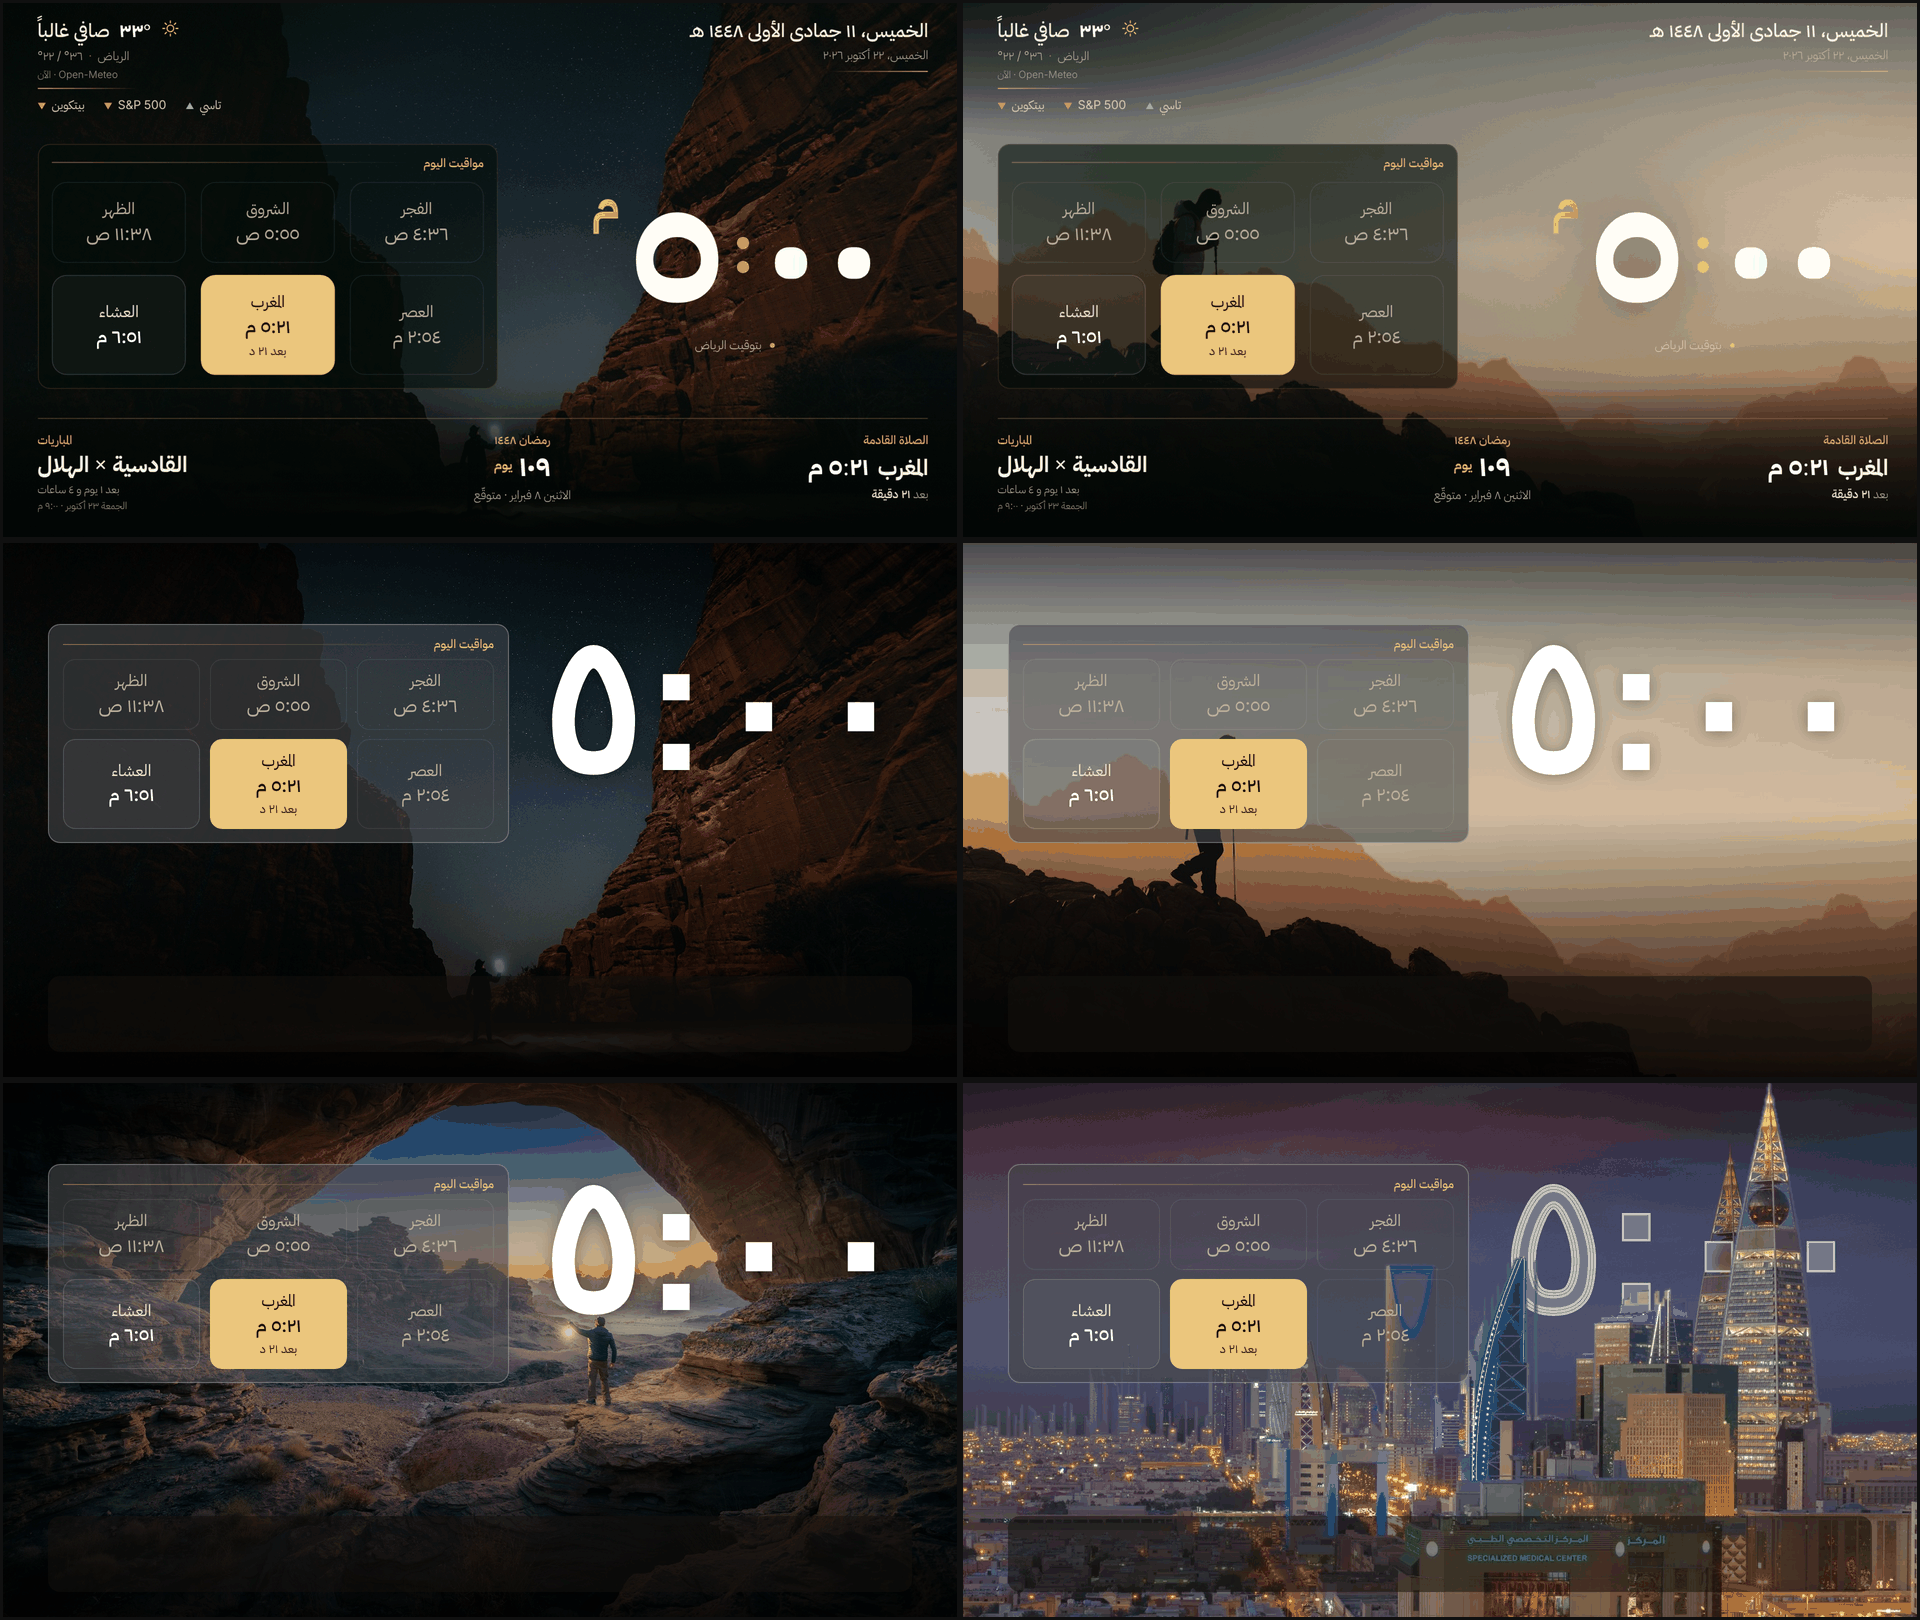 الخميس، ١١ جمادى الأولى ١٤٤٨ هـ
الخميس، ٢٢ أكتوبر ٢٠٢٦
٣٣° صافي غالباً
الرياض · ٣٦° / ٢٢°
Open-Meteo · الآن
تاسي ▲ S&P 500 ▼ بيتكوين ▼
٥:٠٠ م
بتوقيت الرياض
مواقيت اليوم
الفجر الشروق الظهر
٤:٣٦ ص ٥:٥٥ ص ١١:٣٨ ص
العصر المغرب العشاء
٢:٥٤ م ٥:٢١ م ٦:٥١ م
بعد ٢١ د
الصلاة القادمة
المغرب ٥:٢١ م
بعد ٢١ دقيقة
رمضان ١٤٤٨
١٠٩ يوم
الاثنين ٨ فبراير · متوقّع
المباريات
القادسية × الهلال
بعد ١ يوم و ٤ ساعات
الجمعة ٢٣ أكتوبر · ٩:٠٠ م
الخميس، ١١ جمادى الأولى ١٤٤٨ هـ
الخميس، ٢٢ أكتوبر ٢٠٢٦
٣٣° صافي غالباً
الرياض · ٣٦° / ٢٢°
Open-Meteo · الآن
تاسي ▲ S&P 500 ▼ بيتكوين ▼
٥:٠٠ م
بتوقيت الرياض
مواقيت اليوم
الفجر الشروق الظهر
٤:٣٦ ص ٥:٥٥ ص ١١:٣٨ ص
العصر المغرب العشاء
٢:٥٤ م ٥:٢١ م ٦:٥١ م
بعد ٢١ د
الصلاة القادمة
المغرب ٥:٢١ م
بعد ٢١ دقيقة
رمضان ١٤٤٨
١٠٩ يوم
الاثنين ٨ فبراير · متوقّع
المباريات
القادسية × الهلال
بعد ١ يوم و ٤ ساعات
الجمعة ٢٣ أكتوبر · ٩:٠٠ م
٥:٠٠
مواقيت اليوم
الفجر الشروق الظهر
٤:٣٦ ص ٥:٥٥ ص ١١:٣٨ ص
العصر المغرب العشاء
٢:٥٤ م ٥:٢١ م ٦:٥١ م
بعد ٢١ د
٥:٠٠
مواقيت اليوم
الفجر الشروق الظهر
٤:٣٦ ص ٥:٥٥ ص ١١:٣٨ ص
العصر المغرب العشاء
٢:٥٤ م ٥:٢١ م ٦:٥١ م
بعد ٢١ د
٥:٠٠
مواقيت اليوم
الفجر الشروق الظهر
٤:٣٦ ص ٥:٥٥ ص ١١:٣٨ ص
العصر المغرب العشاء
٢:٥٤ م ٥:٢١ م ٦:٥١ م
بعد ٢١ د
٥:٠٠
مواقيت اليوم
الفجر الشروق الظهر
٤:٣٦ ص ٥:٥٥ ص ١١:٣٨ ص
العصر المغرب العشاء
٢:٥٤ م ٥:٢١ م ٦:٥١ م
بعد ٢١ د
المركز المركز التخصصي الطبي
SPECIALIZED MEDICAL CENTER